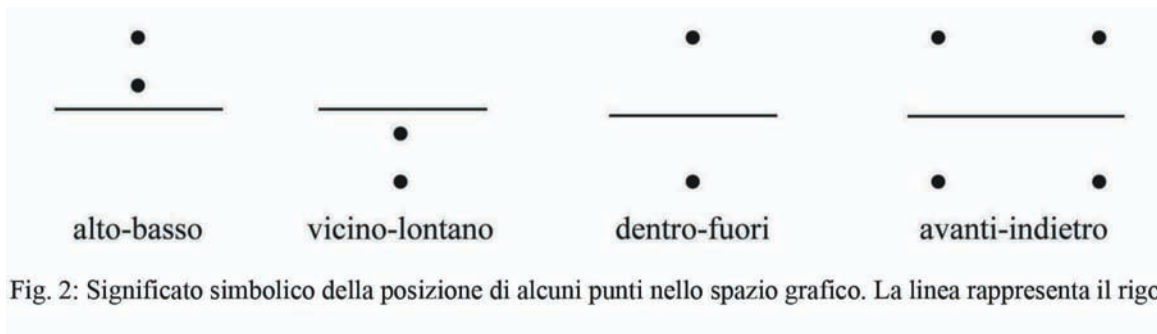 alto-basso vicino-lontano dentro-fuori avanti-indietro
Fig. 2: Significato simbolico della posizione di alcuni punti nello spazio grafico. La linea rappresenta il rigo